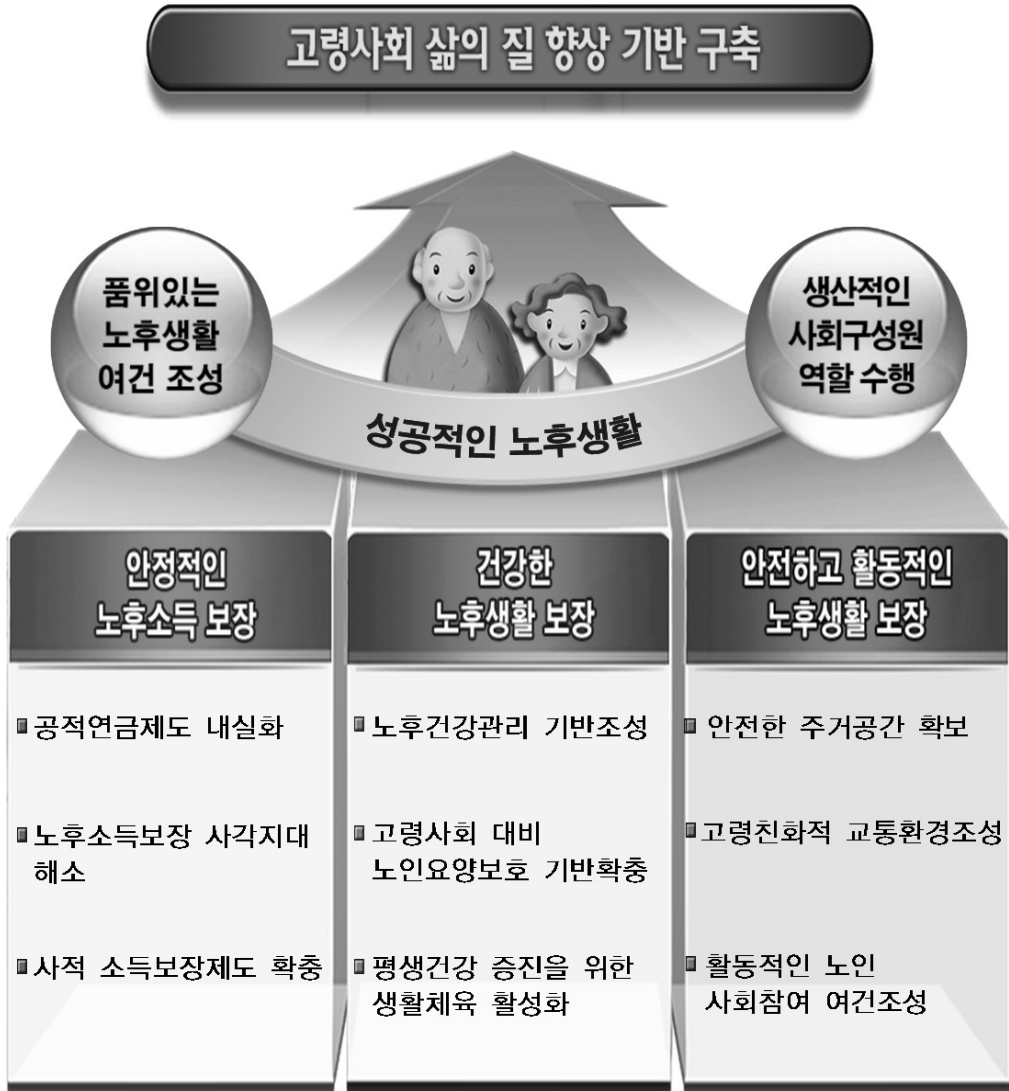 고령사회 삶의 질 향상 기반 구축
품위있는
노후생활
여건 조성
생산적인
사회구성원
역할 수행
성공적인 노후생활
안정적인
노후소득 보장
공적연금제도 내실화
노후소득보장 사각지대
해소
사적 소득보장제도 확충
건강한
노후생활 보장
노후건강관리 기반조성
고령사회 대비
노인요양보호 기반확충
평생건강 증진을 위한
생활체육 활성화
안전하고 활동적인
노후생활 보장
안전한 주거공간 확보
고령친화적 교통환경조성
활동적인 노인
사회참여 여건조성